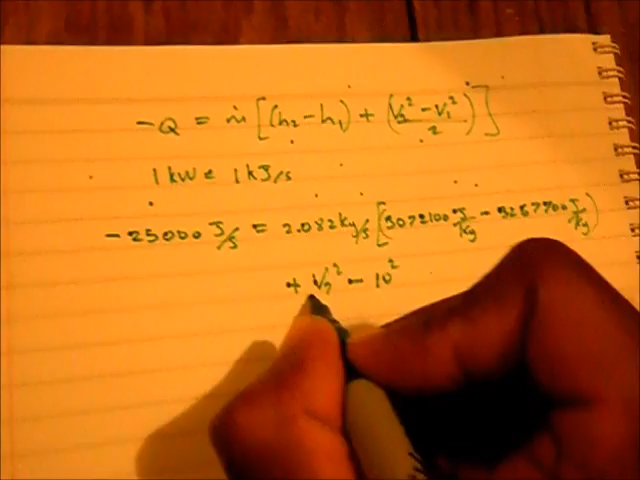 -Q = ṁ [(h2 - h1) + (V2² - V1²)/2]
1 kW = 1 kJ/s
-25000 J/s = 2.082 kg/s [(3072100 J/kg - 3267700 J/kg)
+ V2² - 10²